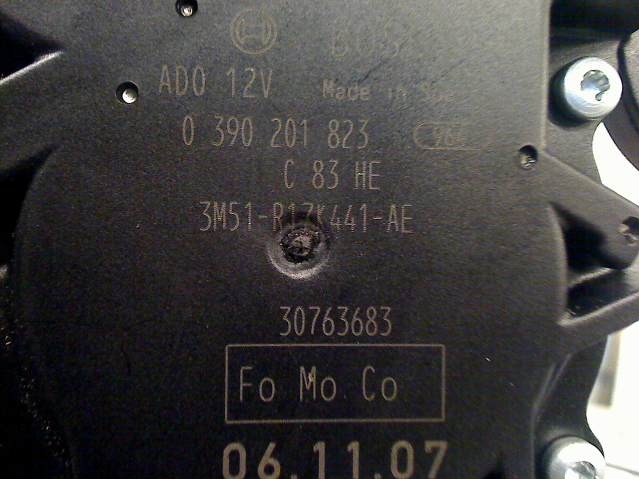 ADO 12V Made in
0 390 201 823 966
C 83 HE
3M51-R17K441-AE
30763683
Fo Mo Co
06.11.07